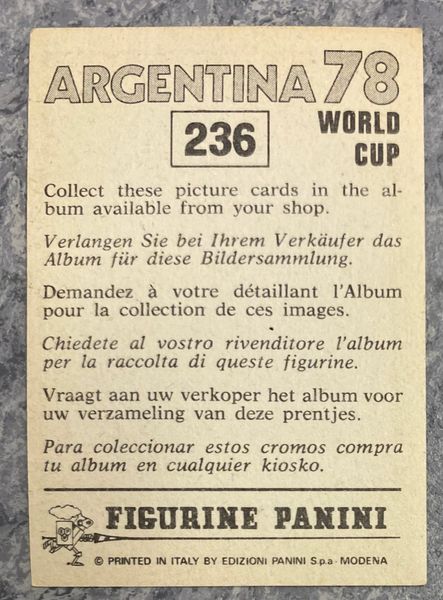 ARGENTINA 78
236
WORLD
CUP
Collect these picture cards in the al-
bum available from your shop.
Verlangen Sie bei Ihrem Verkäufer das
Album für diese Bildersammlung.
Demandez à votre détaillant l'Album
pour la collection de ces images.
Chiedete al vostro rivenditore l'album
per la raccolta di queste figurine.
Vraagt aan uw verkoper het album voor
uw verzameling van deze prentjes.
Para coleccionar estos cromos compra
tu album en cualquier kiosko.
FIGURINE PANINI
© PRINTED IN ITALY BY EDIZIONI PANINI S.p.a - MODENA